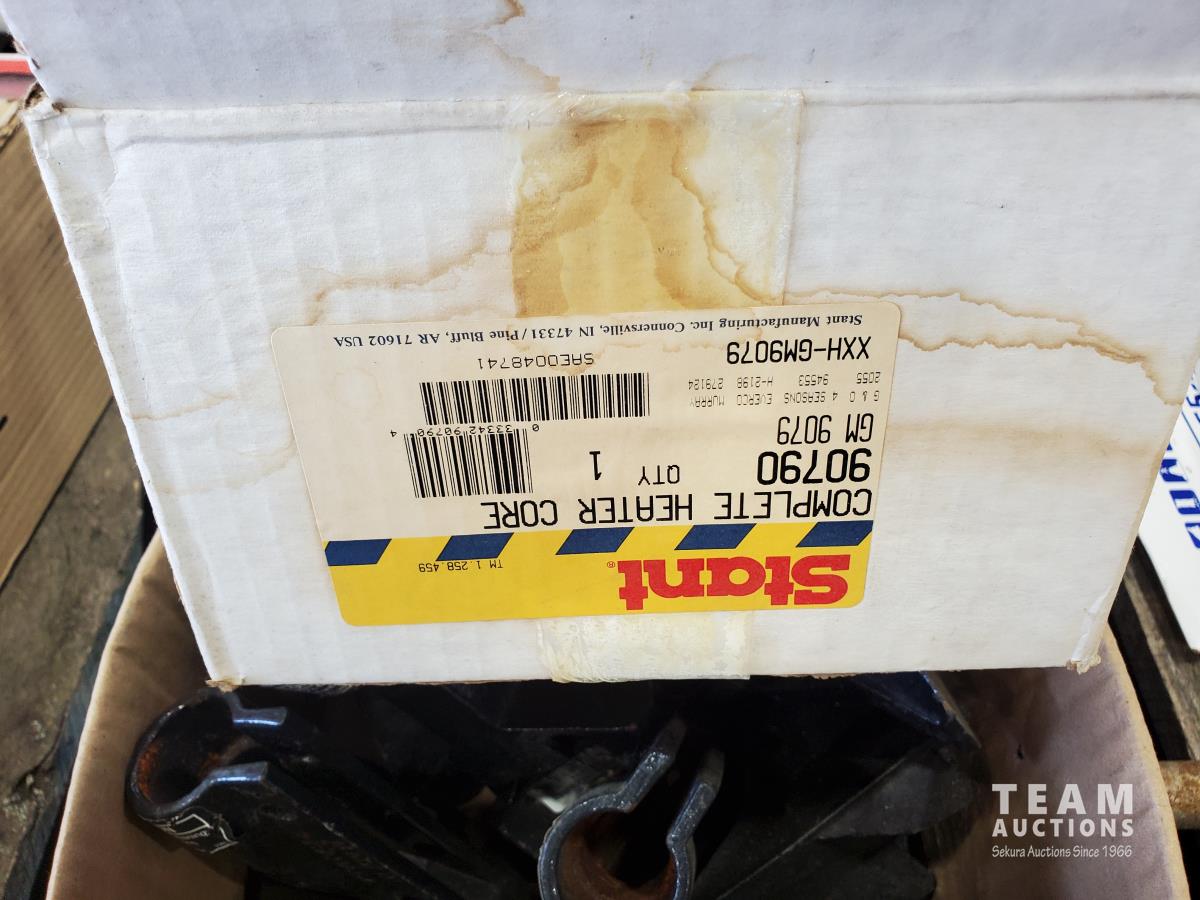 Stant®
TM 1.258.459
COMPLETE HEATER CORE
90790 QTY 1
GM 9079
0 33342 90790 4
G & O 4 SEASONS EVERCO MURRAY
2055 94553 H-2198 279124
XXH-GM9079
SAE0048741
Stant Manufacturing Inc. Connersville, IN 47331 / Pine Bluff, AR 71602 USA
TEAM
AUCTIONS
Sekura Auctions Since 1966